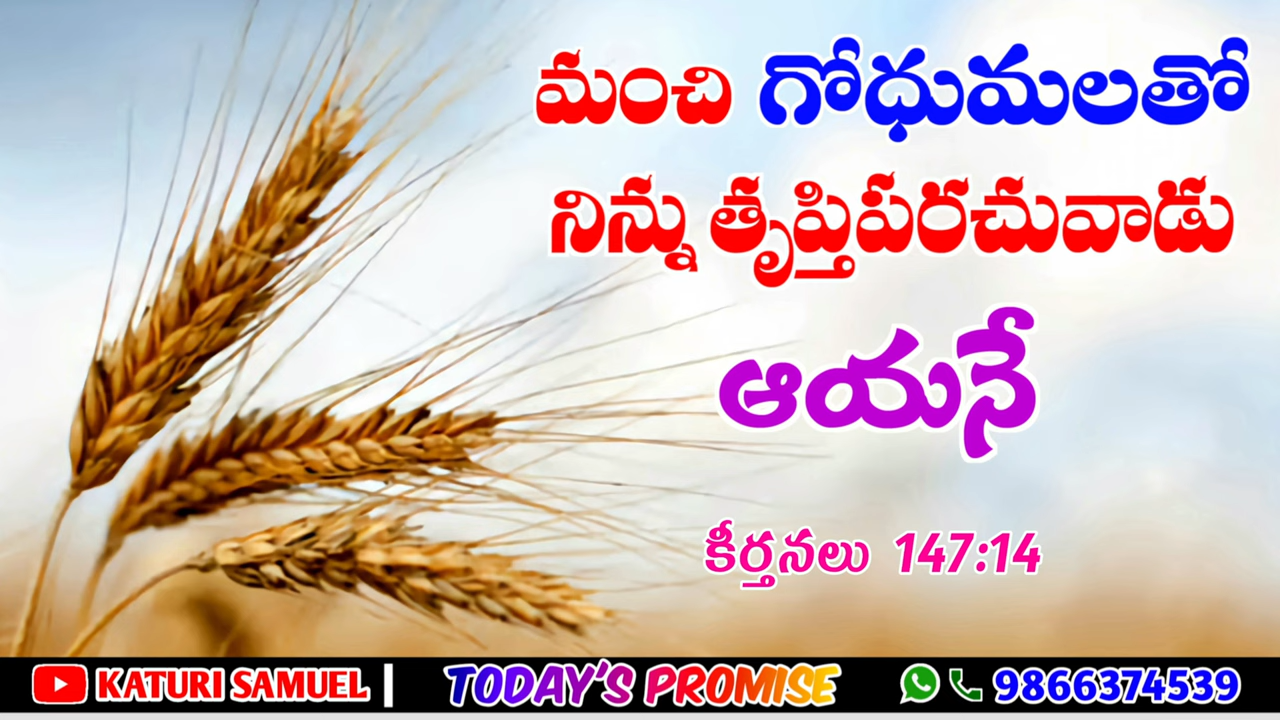 మంచి గోధుమలతో
నిన్ను తృప్తిపరచువాడు
ఆయనే
కీర్తనలు 147:14
KATURI SAMUEL | TODAY'S PROMISE 9866374539